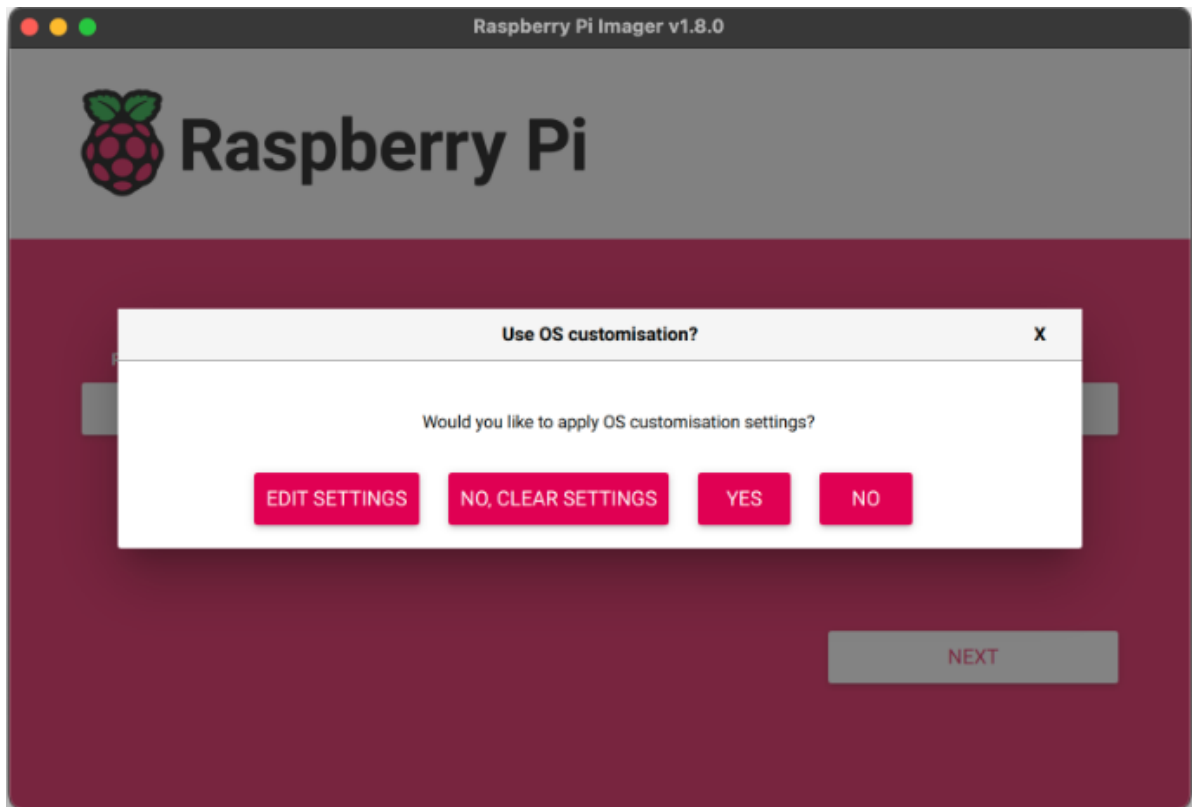 Raspberry Pi Imager v1.8.0
Raspberry Pi
Use OS customisation? X
Would you like to apply OS customisation settings?
EDIT SETTINGS NO, CLEAR SETTINGS YES NO
NEXT